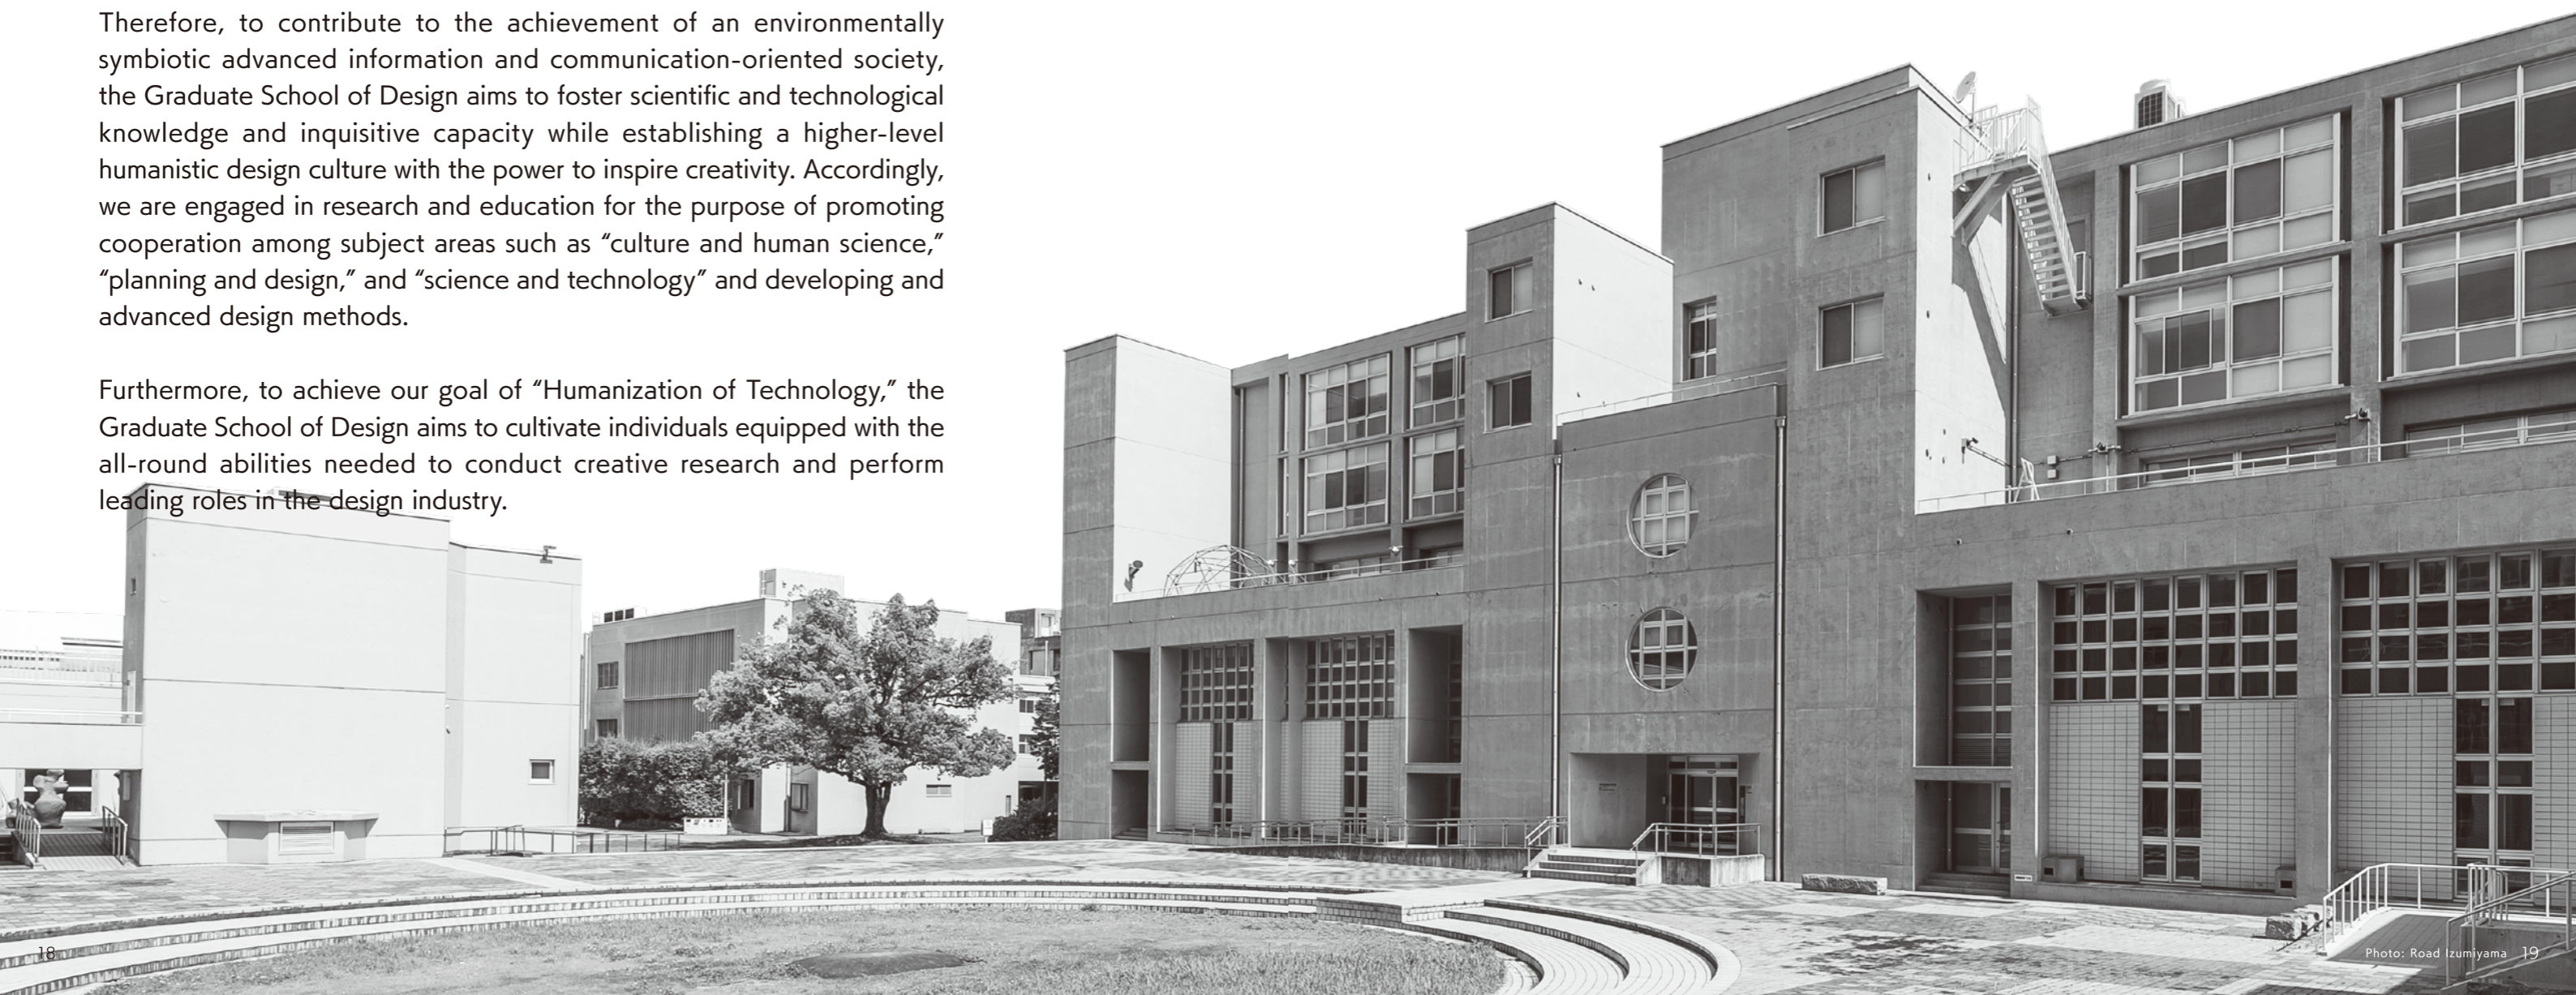 Therefore, to contribute to the achievement of an environmentally
symbiotic advanced information and communication-oriented society,
the Graduate School of Design aims to foster scientific and technological
knowledge and inquisitive capacity while establishing a higher-level
humanistic design culture with the power to inspire creativity. Accordingly,
we are engaged in research and education for the purpose of promoting
cooperation among subject areas such as “culture and human science,”
“planning and design,” and “science and technology” and developing and
advanced design methods.
Furthermore, to achieve our goal of “Humanization of Technology,” the
Graduate School of Design aims to cultivate individuals equipped with the
all-round abilities needed to conduct creative research and perform
leading roles in the design industry.
18
Photo: Road Izumiyama 19